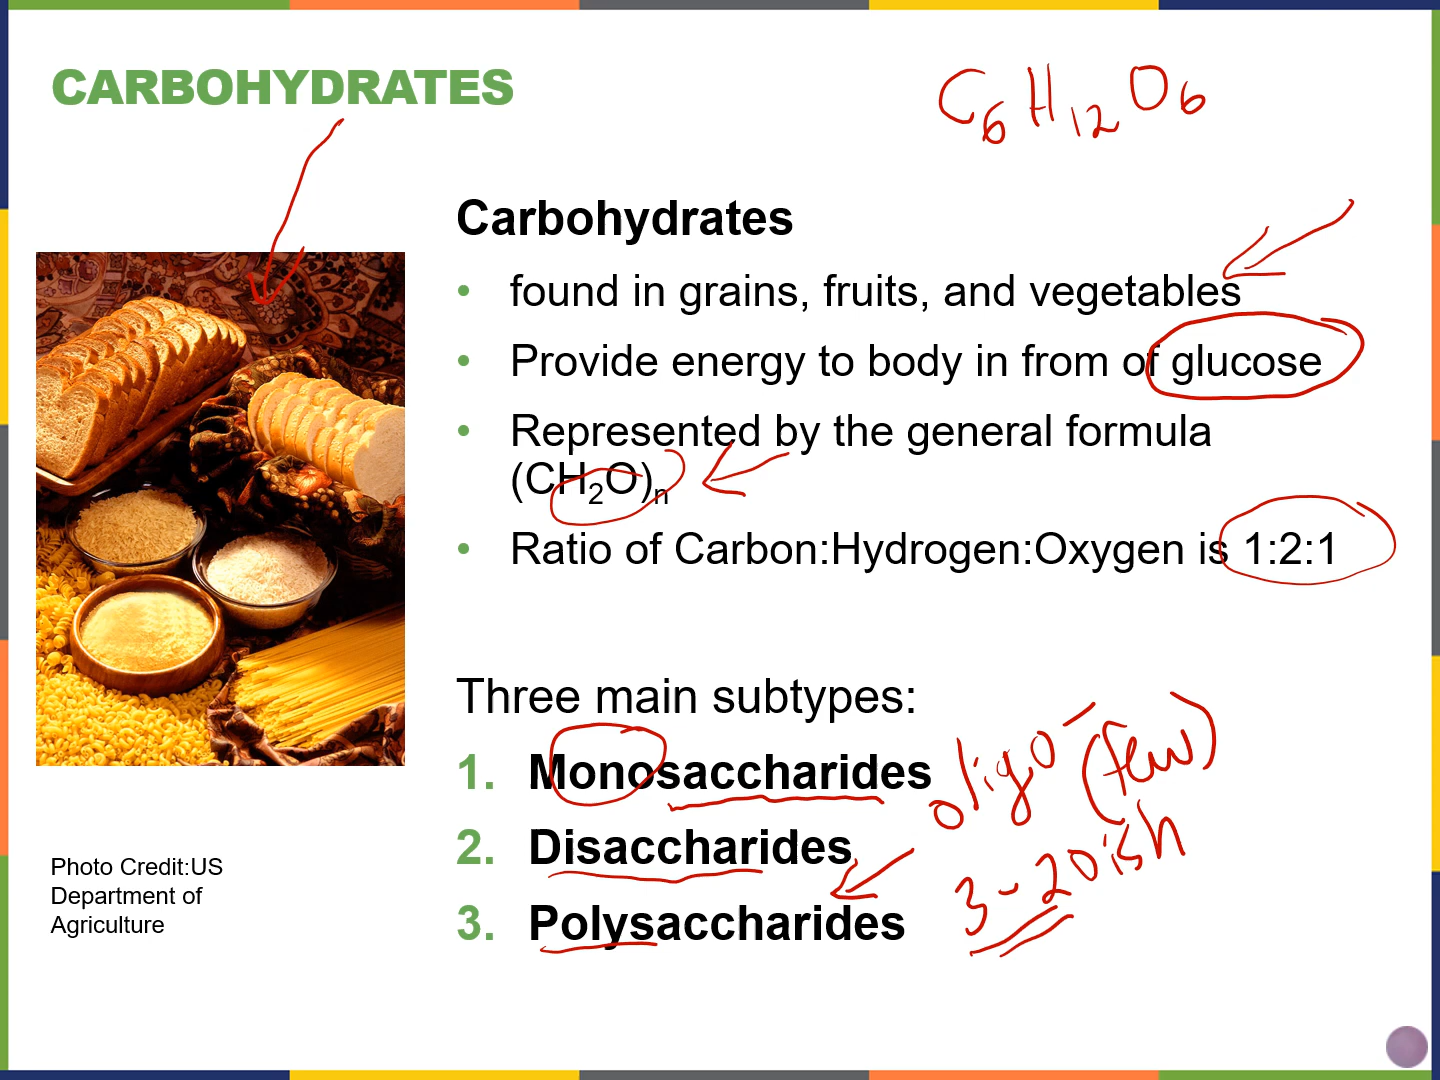 CARBOHYDRATES
C6H12O6
Carbohydrates
• found in grains, fruits, and vegetables
• Provide energy to body in from of glucose
• Represented by the general formula
(CH2O)n
• Ratio of Carbon:Hydrogen:Oxygen is 1:2:1
Three main subtypes:
1. Monosaccharides
2. Disaccharides
3. Polysaccharides
oligo- (few)
3-20ish
Photo Credit:US
Department of
Agriculture